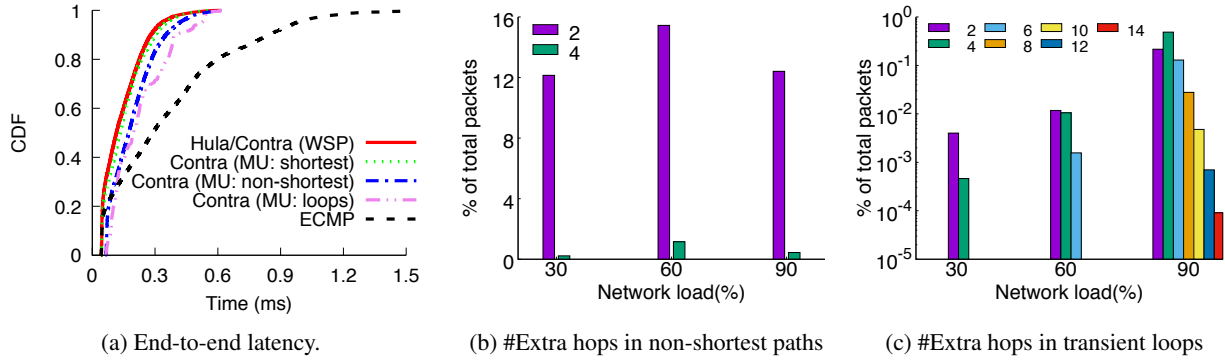 1
0.8
0.6
0.4
0.2
0
CDF
0 0.3 0.6 0.9 1.2 1.5
Time (ms)
Hula/Contra (WSP)
Contra (MU: shortest)
Contra (MU: non-shortest)
Contra (MU: loops)
ECMP
(a) End-to-end latency.
16
12
8
4
0
% of total packets
2
4
30 60 90
Network load(%)
(b) #Extra hops in non-shortest paths
10^0
10^-1
10^-2
10^-3
10^-4
10^-5
% of total packets
2 6 10 14
4 8 12
30 60 90
Network load(%)
(c) #Extra hops in transient loops